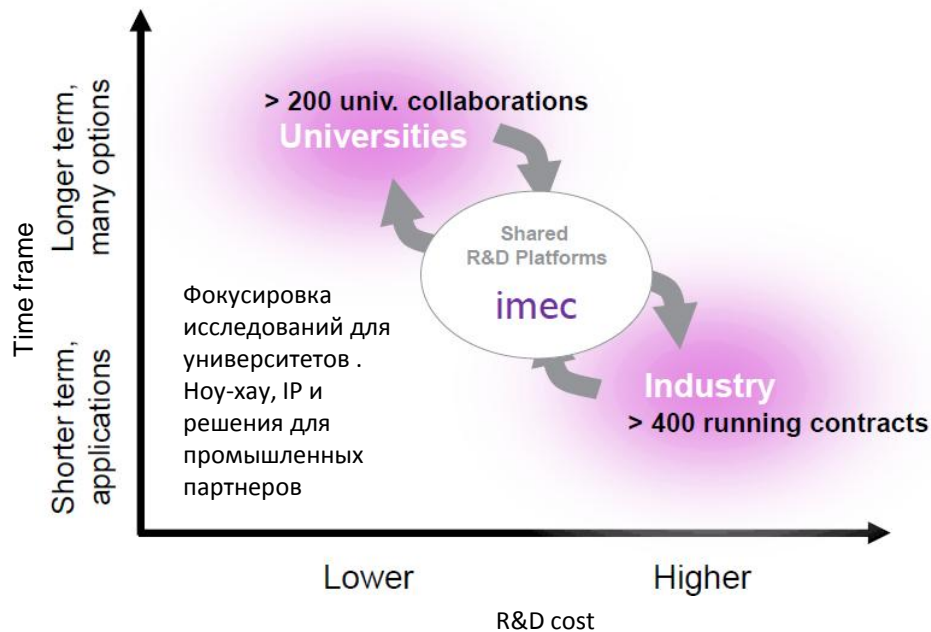 > 200 univ. collaborations
Universities
Shared
R&D Platforms
imec
Industry
> 400 running contracts
Фокусировка
исследований для
университетов .
Ноу-хау, IP и
решения для
промышленных
партнеров
Time frame
Longer term,
many options
Shorter term,
applications
Lower
Higher
R&D cost